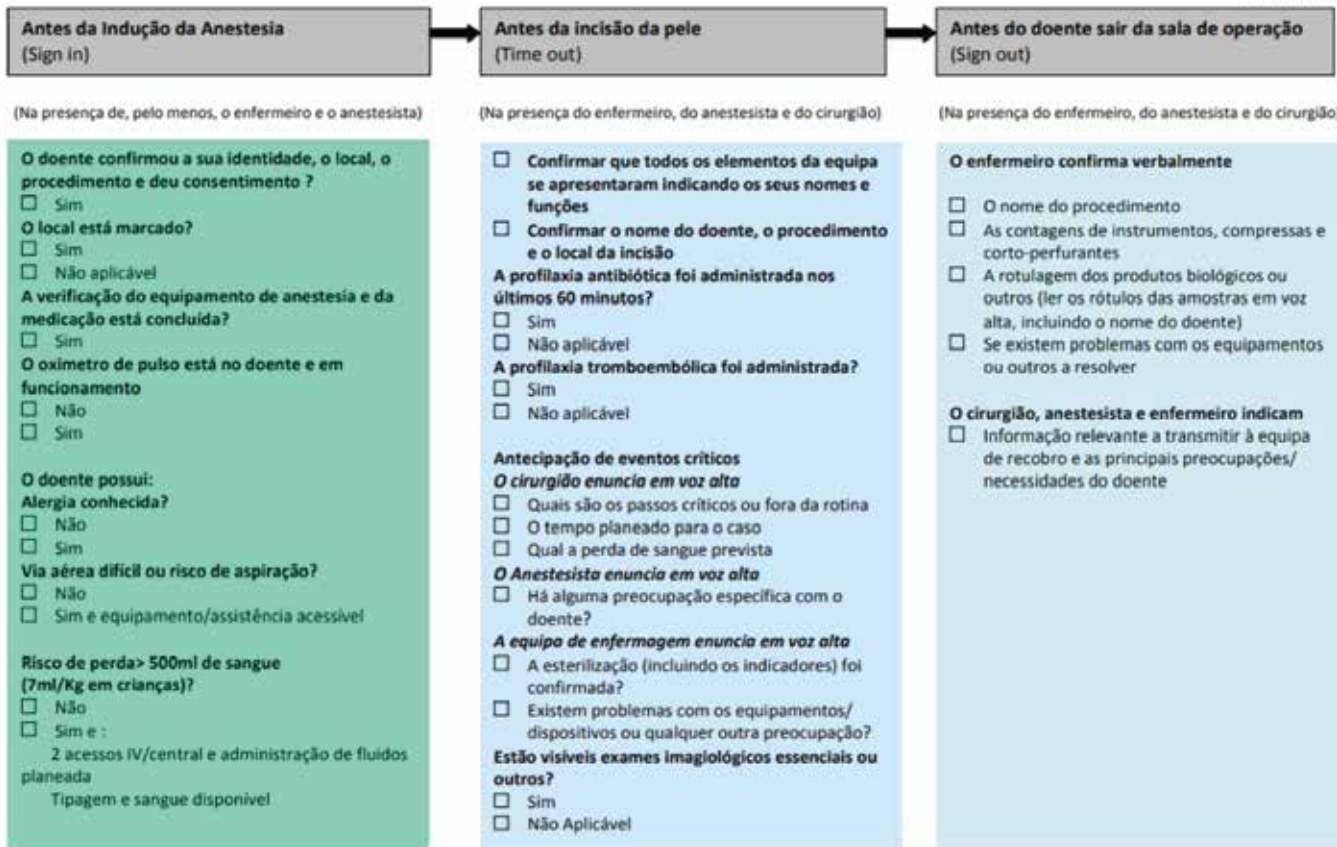 Antes da Indução da Anestesia
(Sign in)
(Na presença de, pelo menos, o enfermeiro e o anestesista)
O doente confirmou a sua identidade, o local, o
procedimento e deu consentimento ?
☐ Sim
O local está marcado?
☐ Sim
☐ Não aplicável
A verificação do equipamento de anestesia e da
medicação está concluída?
☐ Sim
O oximetro de pulso está no doente e em
funcionamento
☐ Não
☐ Sim
O doente possui:
Alergia conhecida?
☐ Não
☐ Sim
Via aérea difícil ou risco de aspiração?
☐ Não
☐ Sim e equipamento/assistência acessível
Risco de perda> 500ml de sangue
(7ml/Kg em crianças)?
☐ Não
☐ Sim e :
2 acessos IV/central e administração de fluidos
planeada
Tipagem e sangue disponível
Antes da incisão da pele
(Time out)
(Na presença do enfermeiro, do anestesista e do cirurgião)
☐ Confirmar que todos os elementos da equipa
se apresentaram indicando os seus nomes e
funções
☐ Confirmar o nome do doente, o procedimento
e o local da incisão
A profilaxia antibiótica foi administrada nos
últimos 60 minutos?
☐ Sim
☐ Não aplicável
A profilaxia tromboembólica foi administrada?
☐ Sim
☐ Não aplicável
Antecipação de eventos críticos
O cirurgião enuncia em voz alta
☐ Quais são os passos críticos ou fora da rotina
☐ O tempo planeado para o caso
☐ Qual a perda de sangue prevista
O Anestesista enuncia em voz alta
☐ Há alguma preocupação específica com o
doente?
A equipa de enfermagem enuncia em voz alta
☐ A esterilização (incluindo os indicadores) foi
confirmada?
☐ Existem problemas com os equipamentos/
dispositivos ou qualquer outra preocupação?
Estão visíveis exames imagiológicos essenciais ou
outros?
☐ Sim
☐ Não Aplicável
Antes do doente sair da sala de operação
(Sign out)
(Na presença do enfermeiro, do anestesista e do cirurgião
O enfermeiro confirma verbalmente
☐ O nome do procedimento
☐ As contagens de instrumentos, compressas e
corto-perfurantes
☐ A rotulagem dos produtos biológicos ou
outros (ler os rótulos das amostras em voz
alta, incluindo o nome do doente)
☐ Se existem problemas com os equipamentos
ou outros a resolver
O cirurgião, anestesista e enfermeiro indicam
☐ Informação relevante a transmitir à equipa
de recobro e as principais preocupações/
necessidades do doente